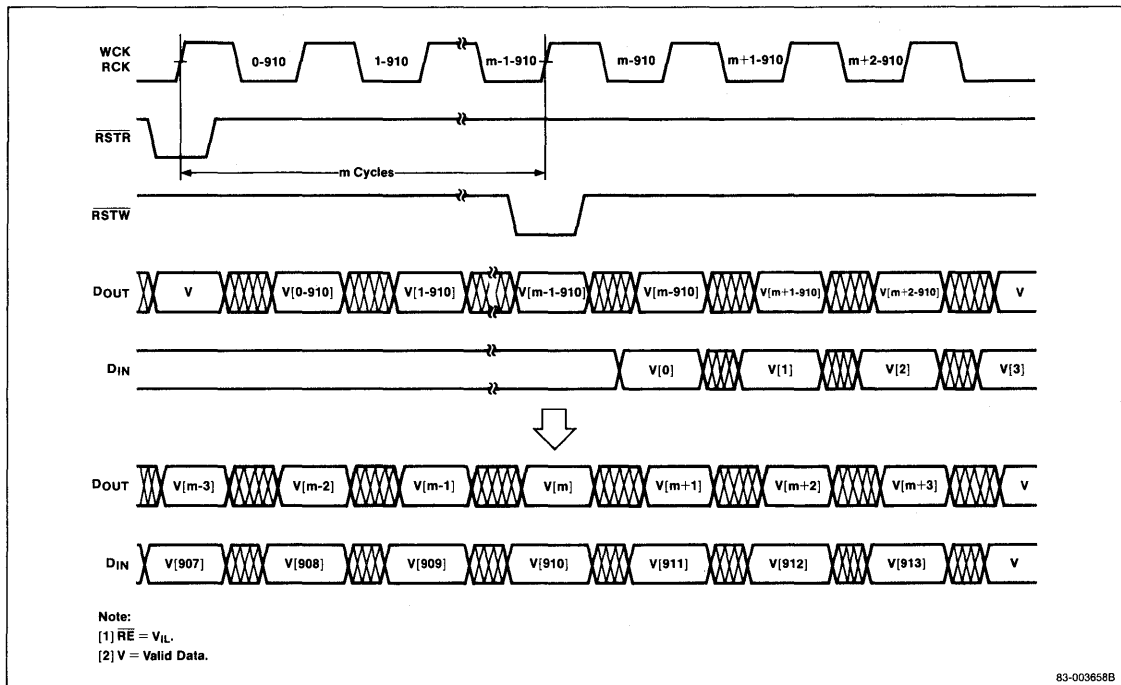 WCK
RCK
0-910 1-910 m-1-910 m-910 m+1-910 m+2-910
RSTR
m Cycles
RSTW
DOUT V V[0-910] V[1-910] V[m-1-910] V[m-910] V[m+1-910] V[m+2-910] V
DIN V[0] V[1] V[2] V[3]
DOUT V[m-3] V[m-2] V[m-1] V[m] V[m+1] V[m+2] V[m+3] V
DIN V[907] V[908] V[909] V[910] V[911] V[912] V[913] V
Note:
[1] RE = VIL.
[2] V = Valid Data.
83-003658B